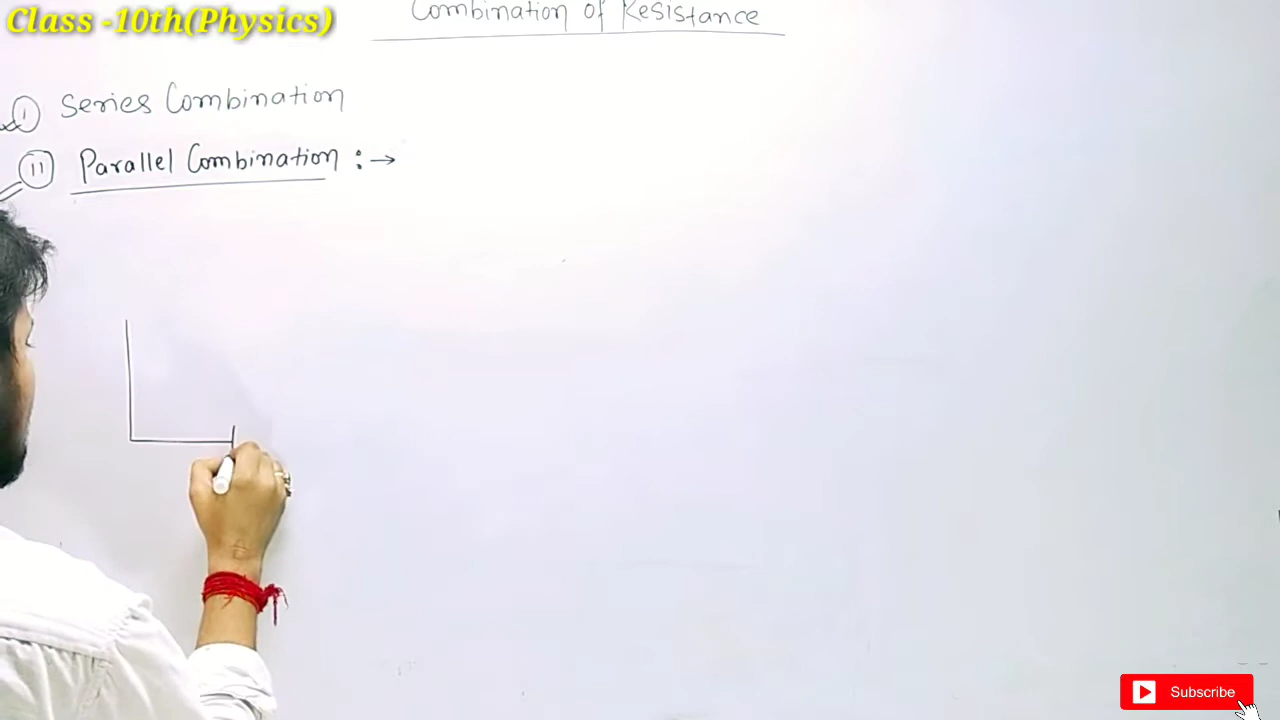 Class -10th(Physics)
Combination of Resistance
(i) Series Combination
(ii) Parallel Combination :→
Subscribe